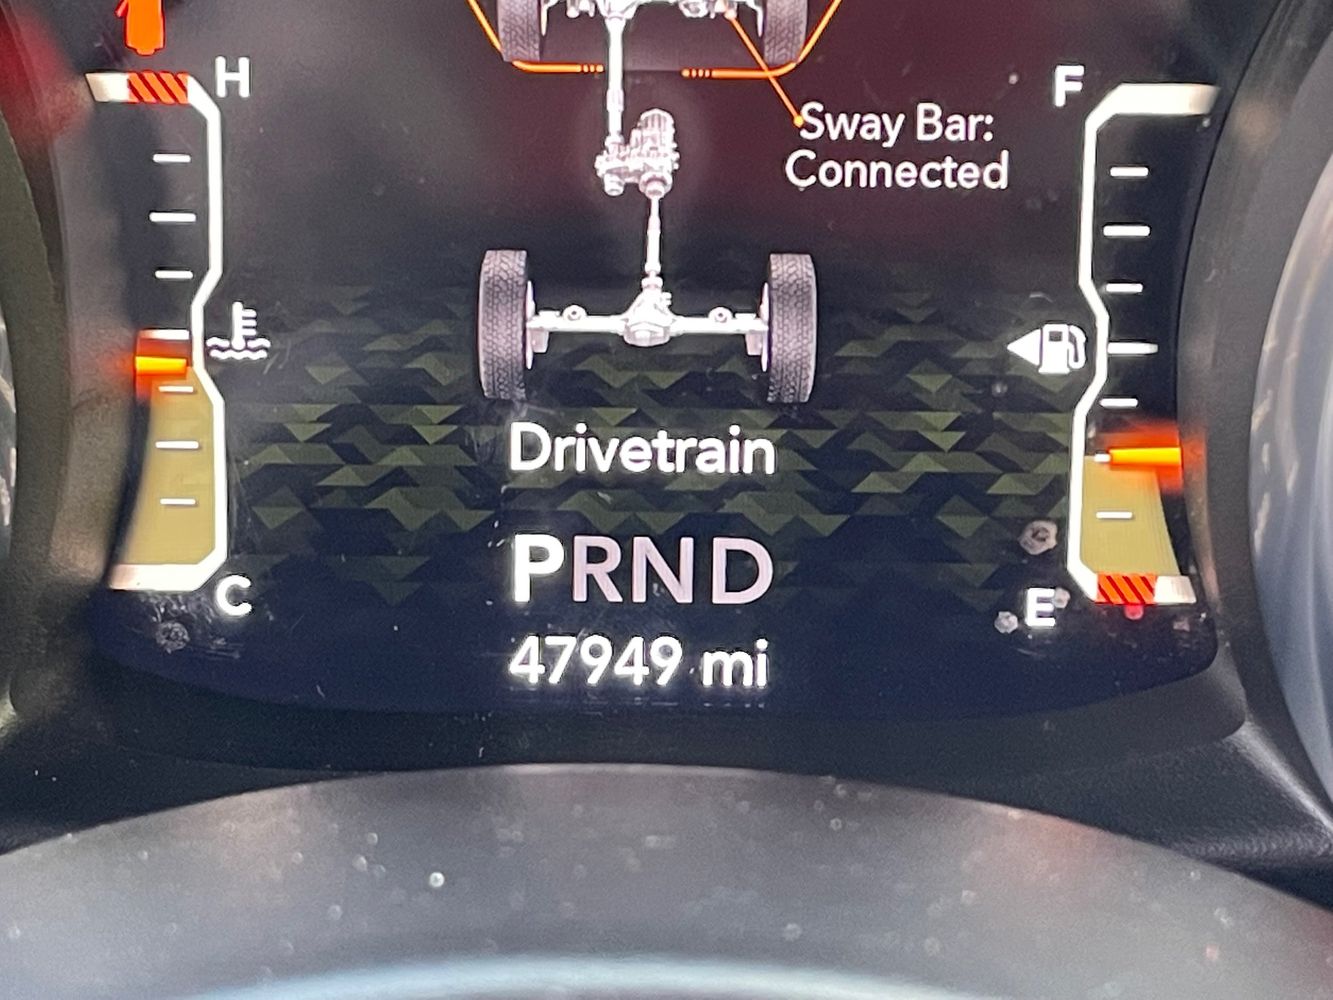 H
F
Sway Bar:
Connected
Drivetrain
PRND
C
E
47949 mi